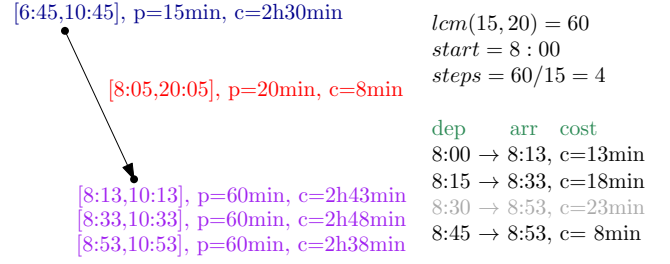 [6:45,10:45], p=15min, c=2h30min
[8:05,20:05], p=20min, c=8min
[8:13,10:13], p=60min, c=2h43min
[8:33,10:33], p=60min, c=2h48min
[8:53,10:53], p=60min, c=2h38min
lcm(15, 20) = 60
start = 8 : 00
steps = 60/15 = 4
dep arr cost
8:00 → 8:13, c=13min
8:15 → 8:33, c=18min
8:30 → 8:53, c=23min
8:45 → 8:53, c= 8min